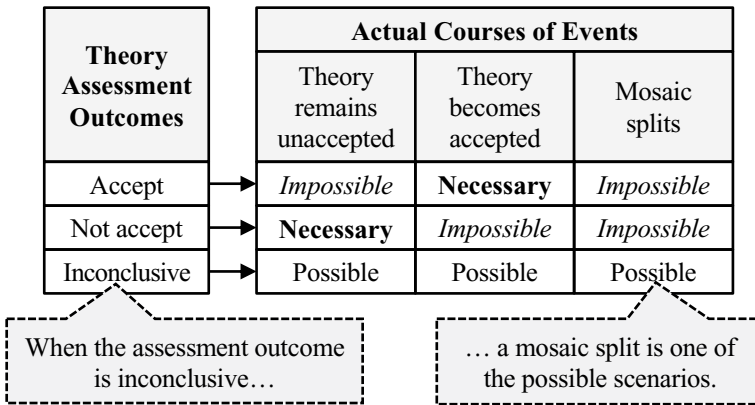 Theory
Assessment
Outcomes
Actual Courses of Events
Theory
remains
unaccepted
Theory
becomes
accepted
Mosaic
splits
Accept
Impossible
Necessary
Impossible
Not accept
Necessary
Impossible
Impossible
Inconclusive
Possible
Possible
Possible
When the assessment outcome
is inconclusive…
… a mosaic split is one of
the possible scenarios.